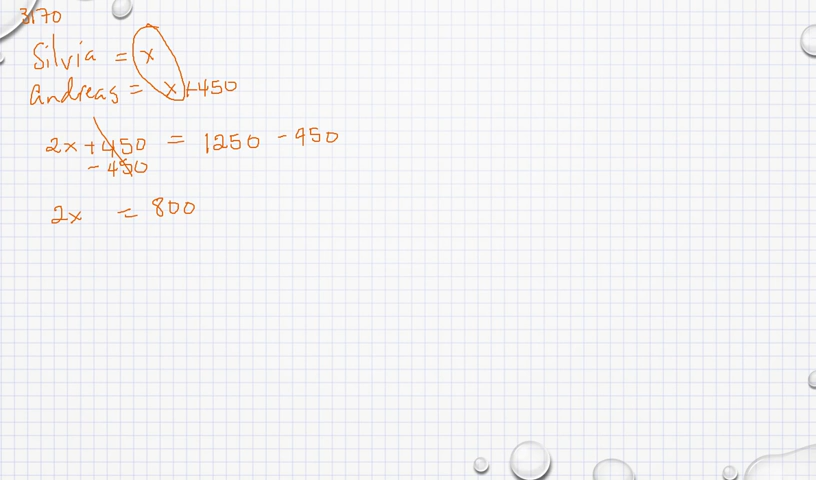 3170
Silvia = x
Andreas = x+450
2x + 450 = 1250 - 450
- 450
2x = 800